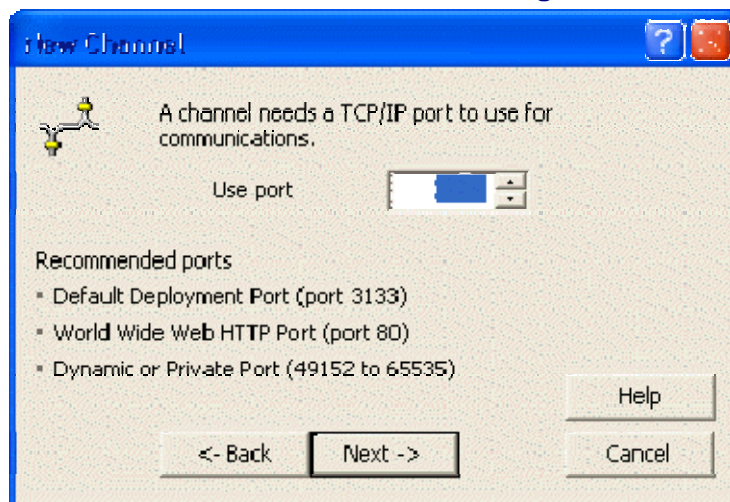 New Channel
A channel needs a TCP/IP port to use for
communications.
Use port
Recommended ports
▪ Default Deployment Port (port 3133)
▪ World Wide Web HTTP Port (port 80)
▪ Dynamic or Private Port (49152 to 65535)
Help
<- Back
Next ->
Cancel